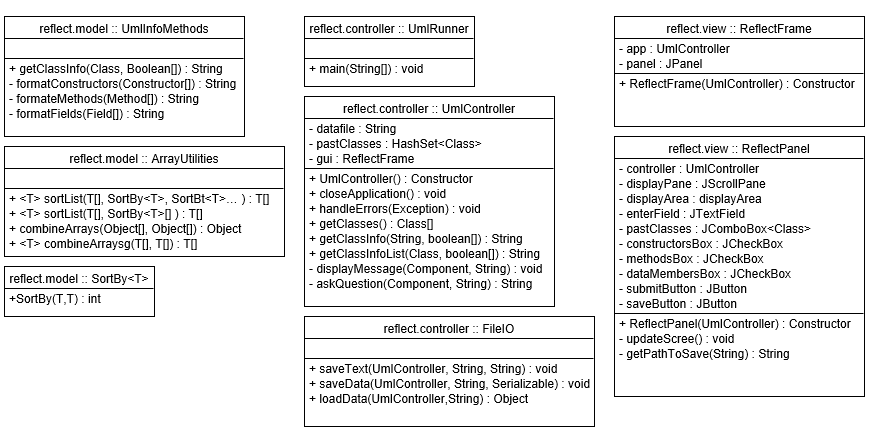 reflect.model :: UmlInfoMethods
+ getClassInfo(Class, Boolean[]) : String
- formatConstructors(Constructor[]) : String
- formateMethods(Method[]) : String
- formatFields(Field[]) : String
reflect.model :: ArrayUtilities
+ <T> sortList(T[], SortBy<T>, SortBt<T>... ) : T[]
+ <T> sortList(T[], SortBy<T>[] ) : T[]
+ combineArrays(Object[], Object[]) : Object
+ <T> combineArraysg(T[], T[]) : T[]
reflect.model :: SortBy<T>
+SortBy(T,T) : int
reflect.controller :: UmlRunner
+ main(String[]) : void
reflect.controller :: UmlController
- datafile : String
- pastClasses : HashSet<Class>
- gui : ReflectFrame
+ UmlController() : Constructor
+ closeApplication() : void
+ handleErrors(Exception) : void
+ getClasses() : Class[]
+ getClassInfo(String, boolean[]) : String
+ getClassInfoList(Class, boolean[]) : String
- displayMessage(Component, String) : void
- askQuestion(Component, String) : String
reflect.controller :: FileIO
+ saveText(UmlController, String, String) : void
+ saveData(UmlController, String, Serializable) : void
+ loadData(UmlController,String) : Object
reflect.view :: ReflectFrame
- app : UmlController
- panel : JPanel
+ ReflectFrame(UmlController) : Constructor
reflect.view :: ReflectPanel
- controller : UmlController
- displayPane : JScrollPane
- displayArea : displayArea
- enterField : JTextField
- pastClasses : JComboBox<Class>
- constructorsBox : JCheckBox
- methodsBox : JCheckBox
- dataMembersBox : JCheckBox
- submitButton : JButton
- saveButton : JButton
+ ReflectPanel(UmlController) : Constructor
- updateScree() : void
- getPathToSave(String) : String